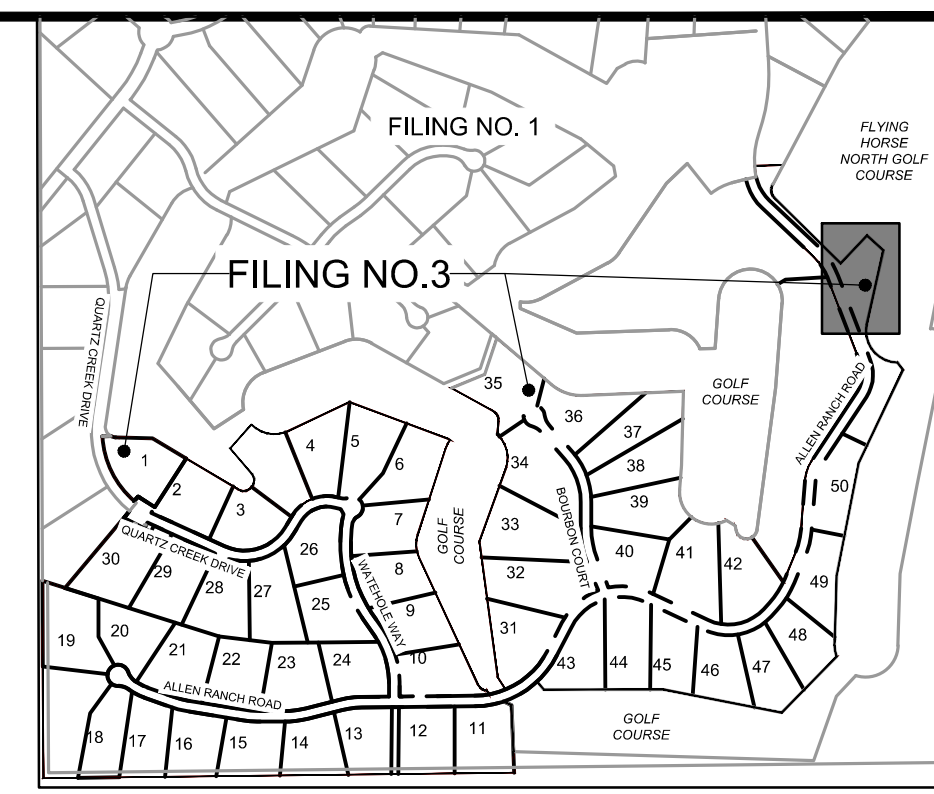 FILING NO. 1
FLYING
HORSE
NORTH GOLF
COURSE
FILING NO.3
QUARTZ CREEK DRIVE
GOLF
COURSE
ALLEN RANCH ROAD
35
36
37
38
39
34
33
32
31
BOURBON COURT
40
41
42
50
49
48
47
46
45
44
43
1
2
3
4
5
6
7
8
9
10
GOLF
COURSE
QUARTZ CREEK DRIVE
WATEHOLE WAY
30
29
28
27
26
25
19
20
21
22
23
24
ALLEN RANCH ROAD
18
17
16
15
14
13
12
11
GOLF
COURSE